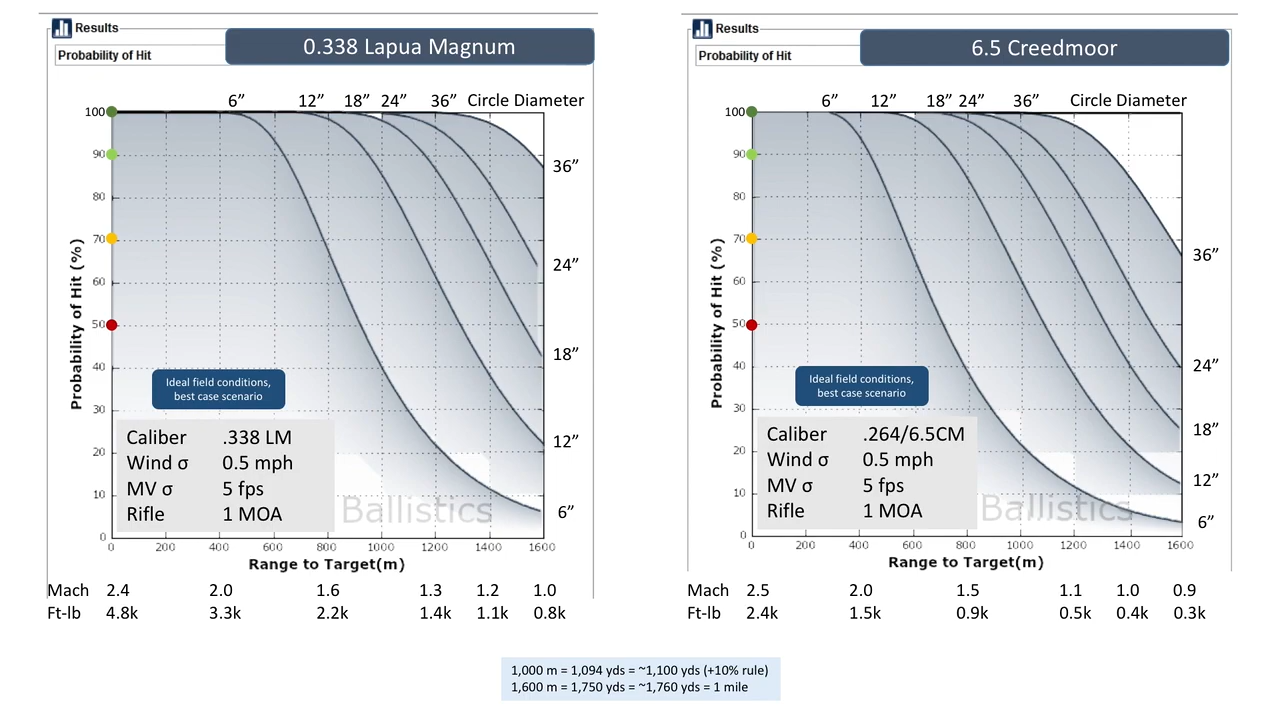 Results
Probability of Hit
0.338 Lapua Magnum
6” 12” 18” 24” 36” Circle Diameter
100
90
80
70
60
50
40
30
20
10
0
Probability of Hit (%)
36”
24”
18”
12”
6”
Ideal field conditions,
best case scenario
Caliber .338 LM
Wind σ 0.5 mph
MV σ 5 fps
Rifle 1 MOA
Ballistics
0 200 400 600 800 1000 1200 1400 1600
Range to Target(m)
Mach 2.4 2.0 1.6 1.3 1.2 1.0
Ft-lb 4.8k 3.3k 2.2k 1.4k 1.1k 0.8k
Results
Probability of Hit
6.5 Creedmoor
6” 12” 18” 24” 36” Circle Diameter
100
90
80
70
60
50
40
30
20
10
0
Probability of Hit (%)
36”
24”
18”
12”
6”
Ideal field conditions,
best case scenario
Caliber .264/6.5CM
Wind σ 0.5 mph
MV σ 5 fps
Rifle 1 MOA
Ballistics
0 200 400 600 800 1000 1200 1400 1600
Range to Target(m)
Mach 2.5 2.0 1.5 1.1 1.0 0.9
Ft-lb 2.4k 1.5k 0.9k 0.5k 0.4k 0.3k
1,000 m = 1,094 yds = ~1,100 yds (+10% rule)
1,600 m = 1,750 yds = ~1,760 yds = 1 mile